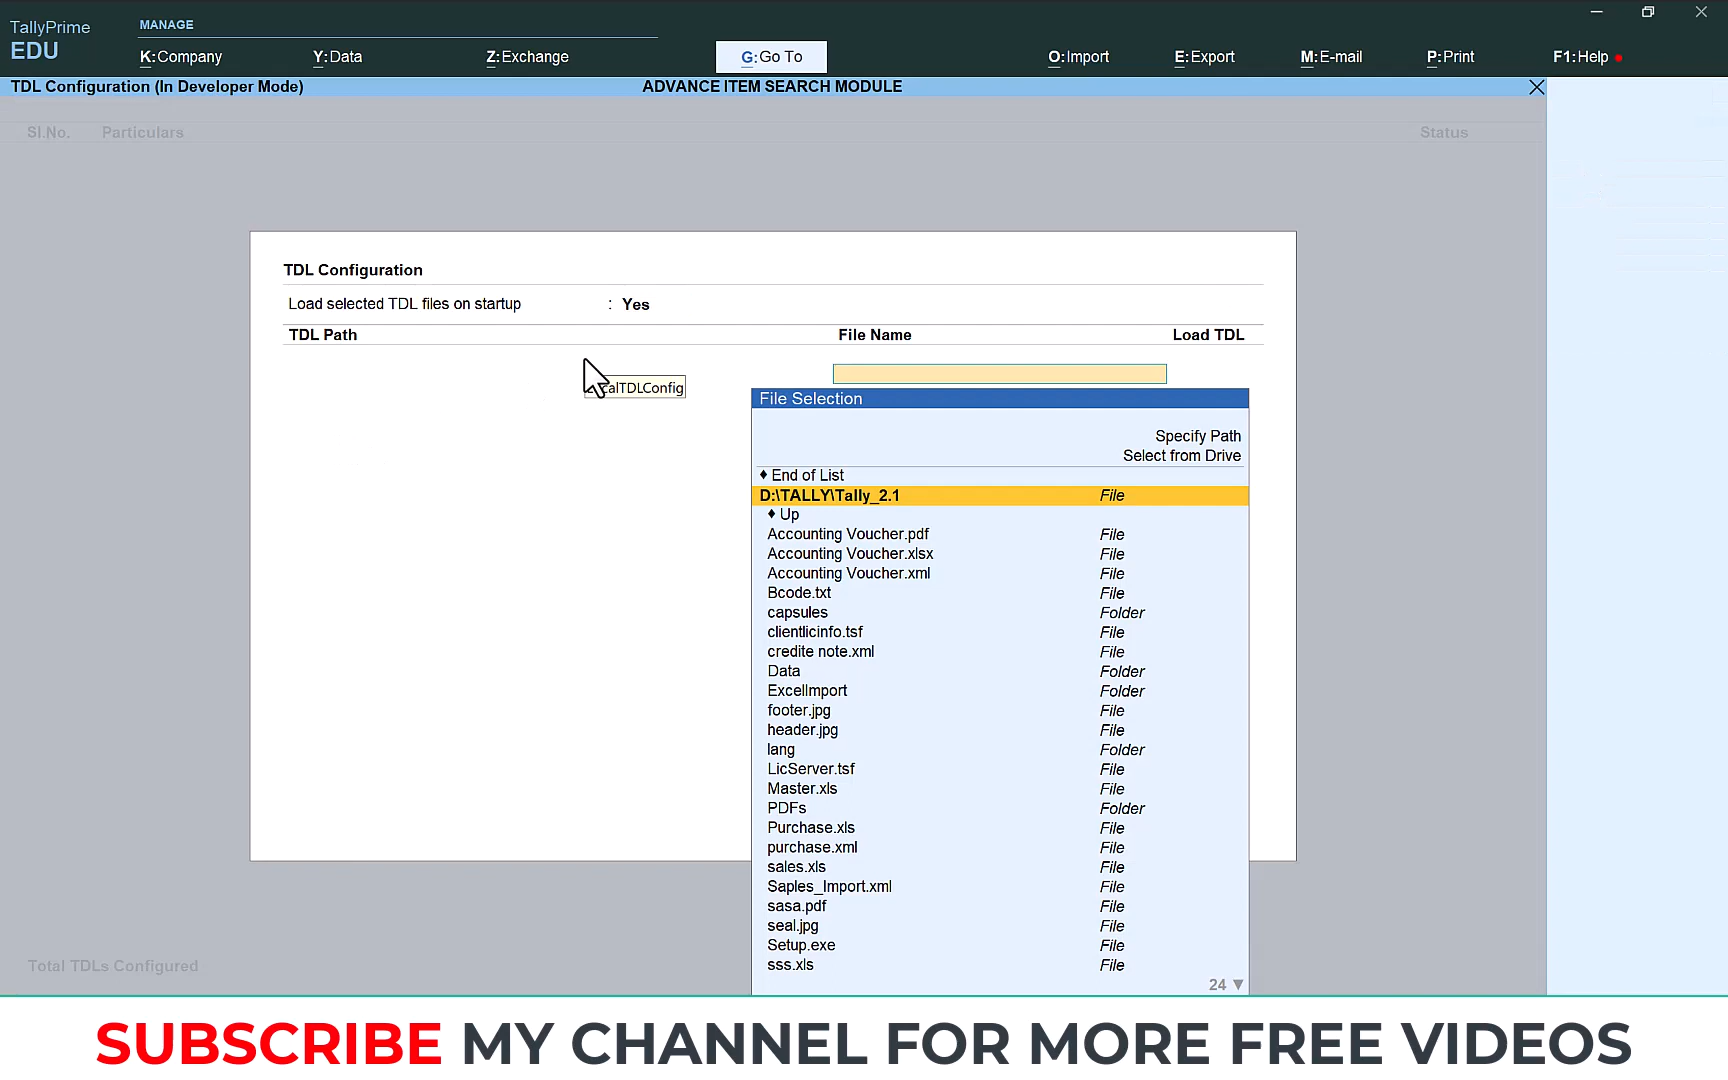 TallyPrime
EDU
MANAGE
K:Company
Y:Data
Z:Exchange
G:Go To
O:Import
E:Export
M:E-mail
P:Print
F1:Help
TDL Configuration (In Developer Mode)
ADVANCE ITEM SEARCH MODULE
Sl.No. Particulars Status
TDL Configuration
Load selected TDL files on startup : Yes
TDL Path File Name Load TDL
calTDLConfig
File Selection
Specify Path
Select from Drive
♦ End of List
D:\TALLY\Tally_2.1 File
♦ Up
Accounting Voucher.pdf File
Accounting Voucher.xlsx File
Accounting Voucher.xml File
Bcode.txt File
capsules Folder
clientlicinfo.tsf File
credite note.xml File
Data Folder
ExcelImport Folder
footer.jpg File
header.jpg File
lang Folder
LicServer.tsf File
Master.xls File
PDFs Folder
Purchase.xls File
purchase.xml File
sales.xls File
Saples_Import.xml File
sasa.pdf File
seal.jpg File
Setup.exe File
sss.xls File
24 ▼
Total TDLs Configured
SUBSCRIBE MY CHANNEL FOR MORE FREE VIDEOS